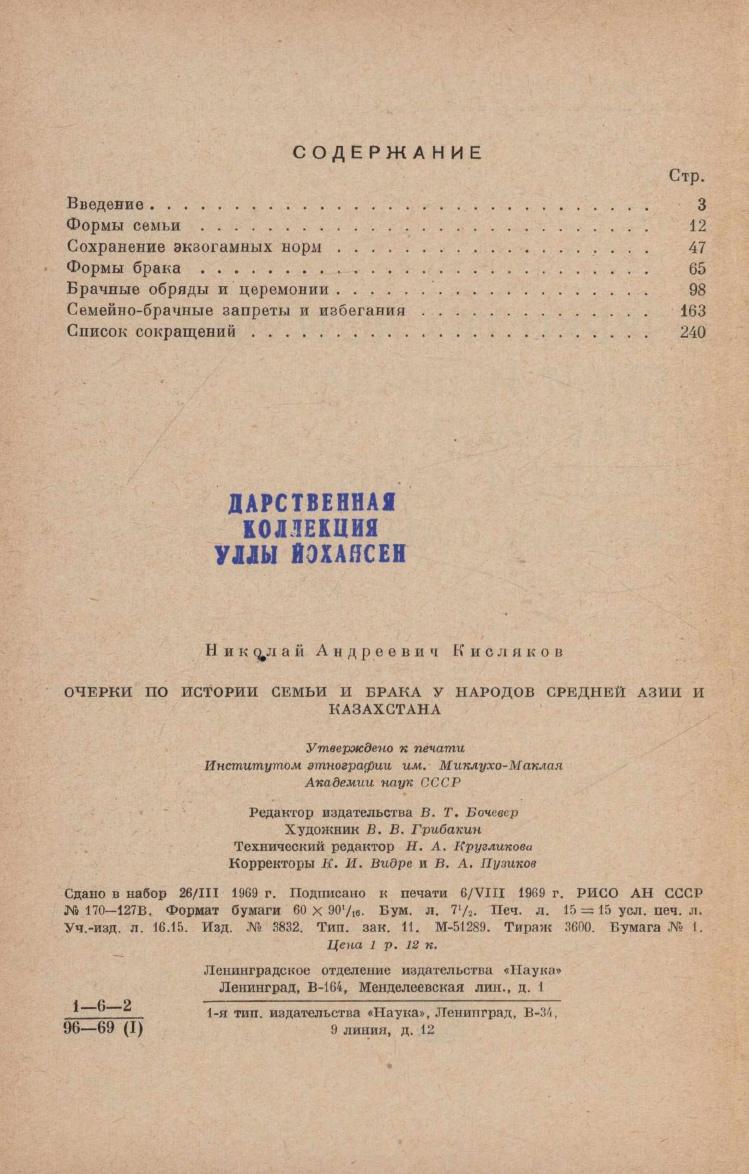 СОДЕРЖАНИЕ
Стр.
Введение . . . . . . . . . . . . . . . . . . . . . . . . . . . . . . 3
Формы семьи . . . . . . . . . . . . . . . . . . . . . . . . . . . 12
Сохранение экзогамных норм . . . . . . . . . . . . . . . . . . . 47
Формы брака . . . . . . . . . . . . . . . . . . . . . . . . . . . 65
Брачные обряды и церемонии . . . . . . . . . . . . . . . . . . . 98
Семейно-брачные запреты и избегания . . . . . . . . . . . . . . 163
Список сокращений . . . . . . . . . . . . . . . . . . . . . . . . 240
ДАРСТВЕННАЯ
КОЛЛЕКЦИЯ
УЛЛЫ ЙОХАНСЕН
Николай Андреевич Кисляков
ОЧЕРКИ ПО ИСТОРИИ СЕМЬИ И БРАКА У НАРОДОВ СРЕДНЕЙ АЗИИ И
КАЗАХСТАНА
Утверждено к печати
Институтом этнографии им. Миклухо-Маклая
Академии наук СССР
Редактор издательства В. Т. Бочевер
Художник В. В. Грибакин
Технический редактор Н. А. Кругликова
Корректоры К. И. Видре и В. А. Пузиков
Сдано в набор 26/III 1969 г. Подписано к печати 6/VIII 1969 г. РИСО АН СССР
№ 170—127В. Формат бумаги 60 × 90¹/₁₆. Бум. л. 7¹/₂. Печ. л. 15 = 15 усл. печ. л.
Уч.-изд. л. 16.15. Изд. № 3832. Тип. зак. 11. М-51289. Тираж 3600. Бумага № 1.
Цена 1 р. 12 к.
Ленинградское отделение издательства «Наука»
Ленинград, В-164, Менделеевская лин., д. 1
1—6—2
96—69 (I)
1-я тип. издательства «Наука», Ленинград, В-34,
9 линия, д. 12